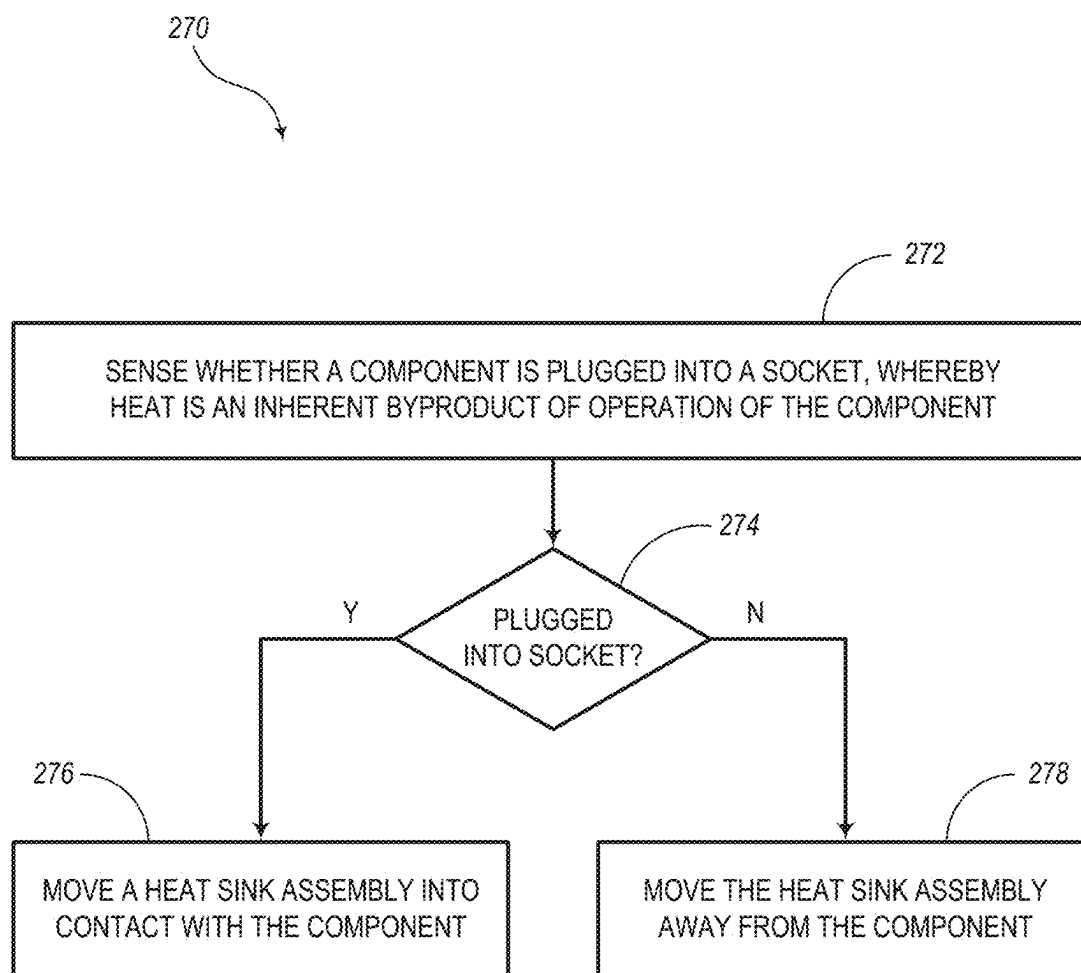 270
272
SENSE WHETHER A COMPONENT IS PLUGGED INTO A SOCKET, WHEREBY
HEAT IS AN INHERENT BYPRODUCT OF OPERATION OF THE COMPONENT
274
Y
PLUGGED
INTO SOCKET?
N
276
278
MOVE A HEAT SINK ASSEMBLY INTO
CONTACT WITH THE COMPONENT
MOVE THE HEAT SINK ASSEMBLY
AWAY FROM THE COMPONENT